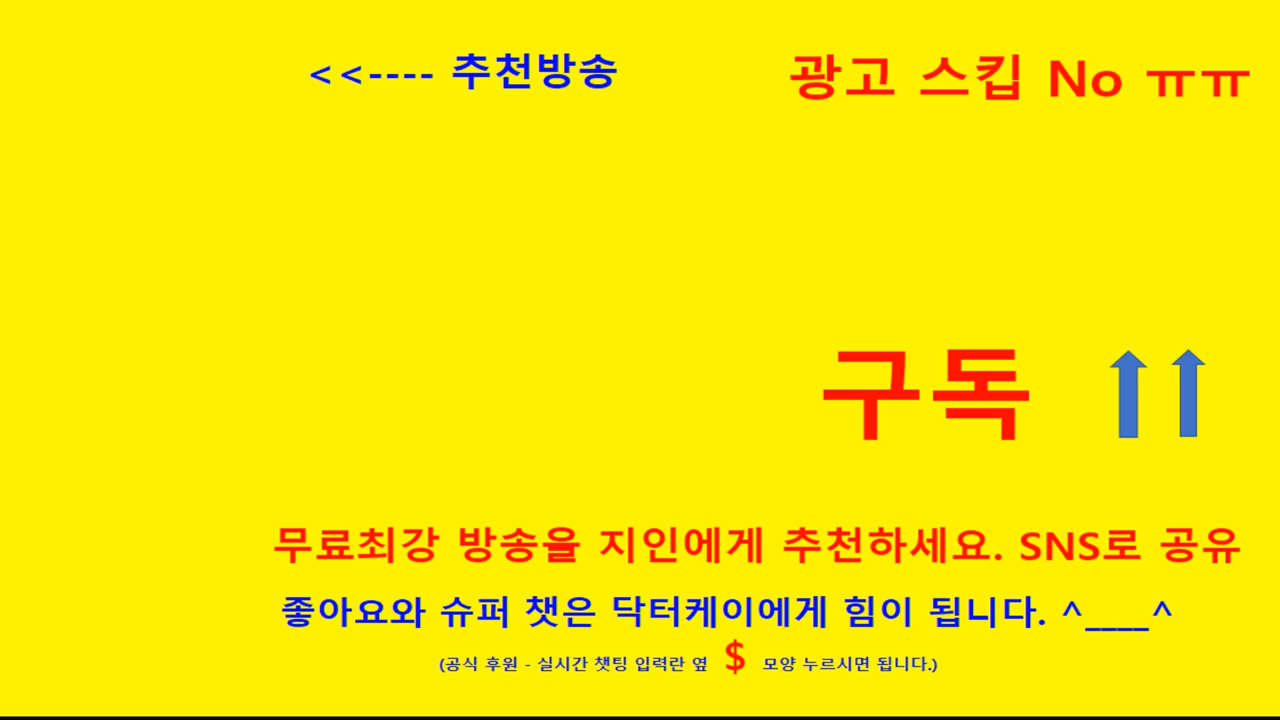 <<---- 추천방송
광고 스킵 No ㅠㅠ
구독
무료최강 방송을 지인에게 추천하세요. SNS로 공유
좋아요와 슈퍼 챗은 닥터케이에게 힘이 됩니다. ^____^
(공식 후원 - 실시간 챗팅 입력란 옆 $ 모양 누르시면 됩니다.)